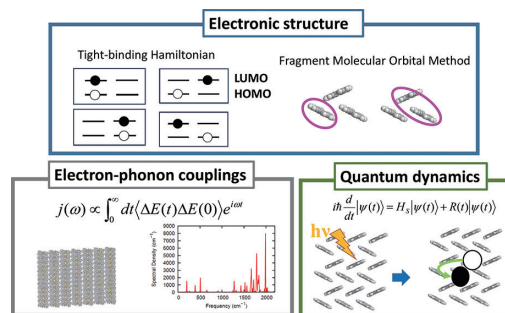 Electronic structure
Tight-binding Hamiltonian
Fragment Molecular Orbital Method
LUMO
HOMO
Electron-phonon couplings
j(ω) ∝ ∫₀^∞ dt⟨ΔE(t)ΔE(0)⟩e^{iωt}
Spectral Density (cm⁻¹)
9000
8000
7000
6000
5000
4000
3000
2000
1000
0
0 500 1000 1500 2000
Frequency (cm⁻¹)
Quantum dynamics
iħ d/dt |ψ(t)⟩ = H_S|ψ(t)⟩ + R(t)|ψ(t)⟩
hν